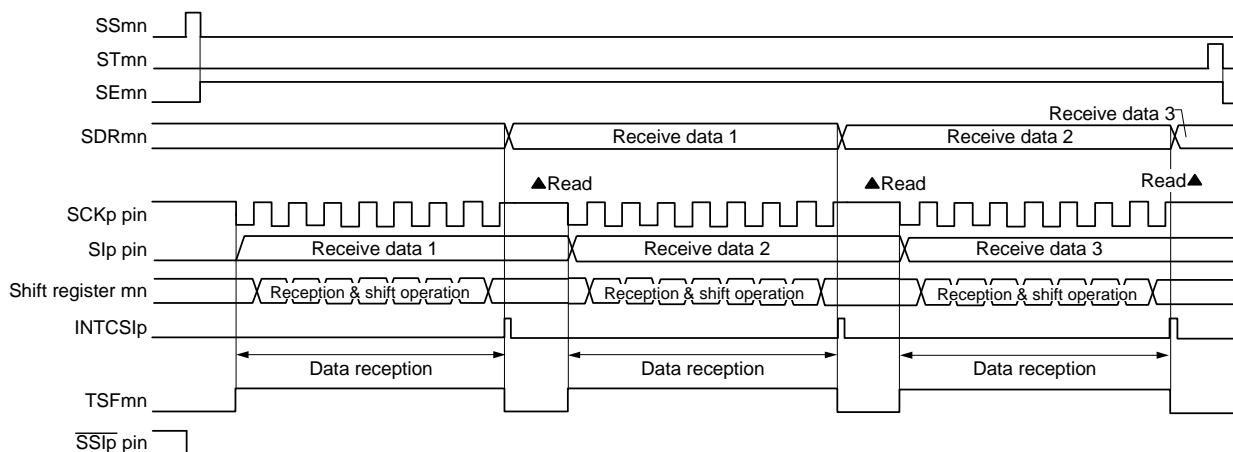 SSmn
STmn
SEmn
Receive data 3
SDRmn Receive data 1 Receive data 2
▲Read ▲Read Read▲
SCKp pin
SIp pin Receive data 1 Receive data 2 Receive data 3
Shift register mn Reception & shift operation Reception & shift operation Reception & shift operation
INTCSIp
Data reception Data reception Data reception
TSFmn
SSIp pin